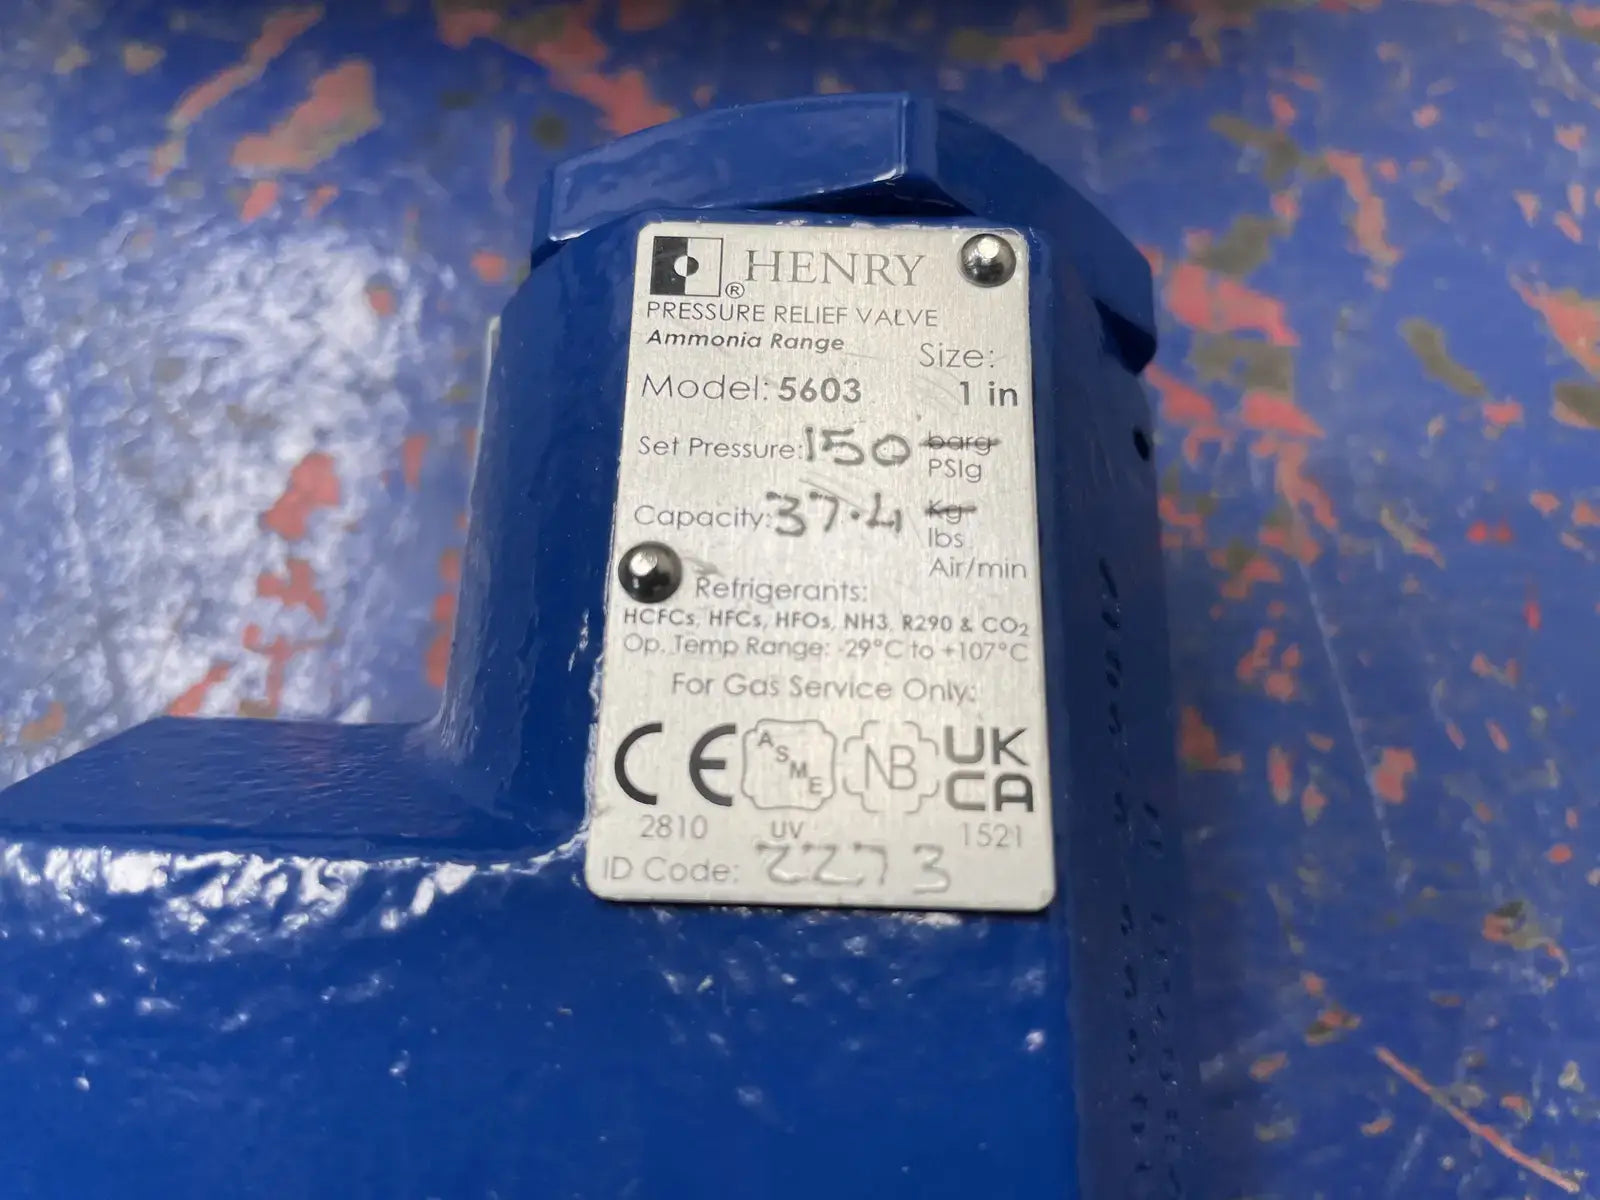 HENRY
®
PRESSURE RELIEF VALVE
Ammonia Range
Size:
Model: 5603
1 in
Set Pressure: 150 barg
PSIg
Capacity: 37.4 Kg
lbs
Air/min
Refrigerants:
HCFCs, HFCs, HFOs, NH3, R290 & CO2
Op. Temp Range: -29°C to +107°C
For Gas Service Only:
CE ASME NB UK
CA
2810 UV 1521
ID Code: 2273